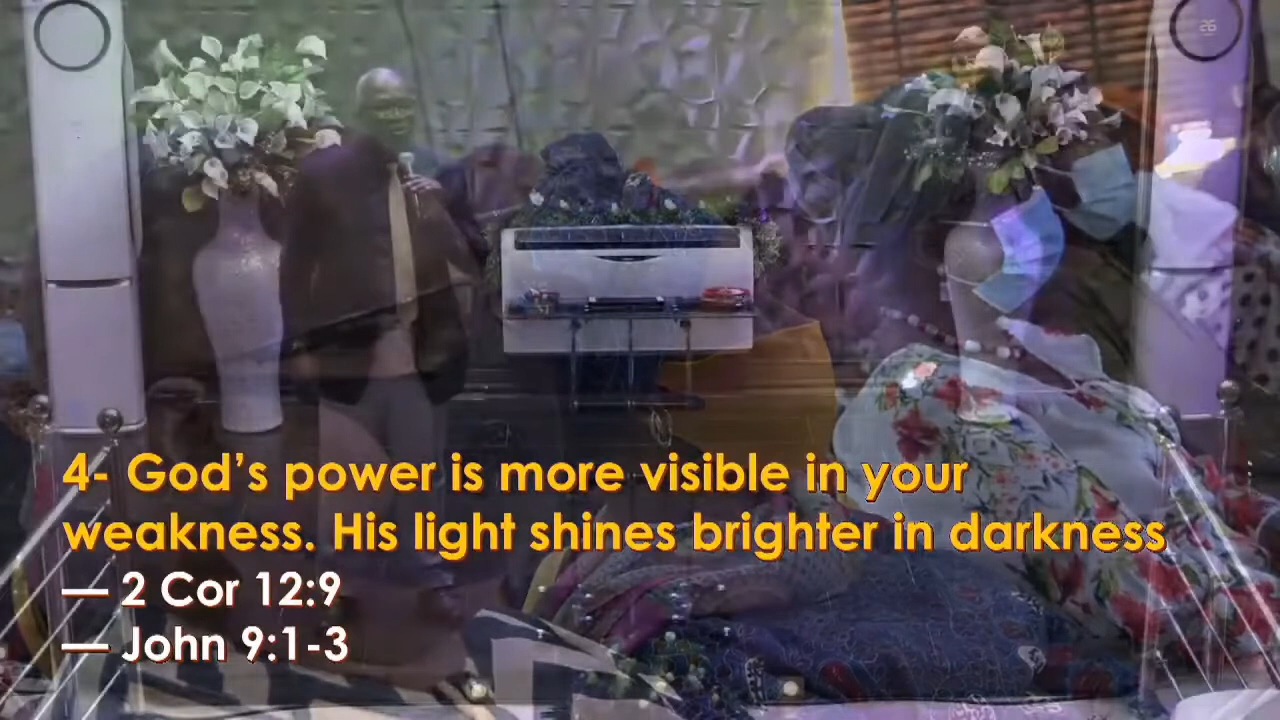 26
4- God’s power is more visible in your
weakness. His light shines brighter in darkness
— 2 Cor 12:9
— John 9:1-3